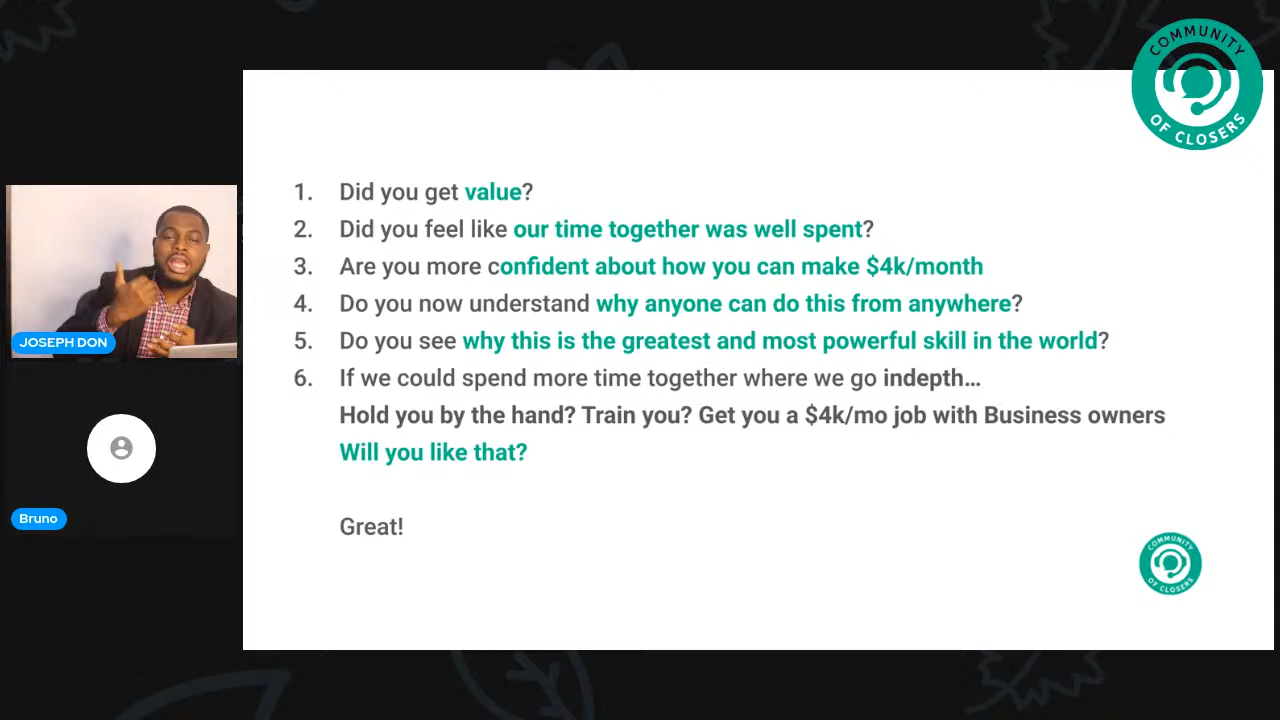 COMMUNITY
OF CLOSERS
1. Did you get value?
2. Did you feel like our time together was well spent?
3. Are you more confident about how you can make $4k/month
4. Do you now understand why anyone can do this from anywhere?
5. Do you see why this is the greatest and most powerful skill in the world?
6. If we could spend more time together where we go indepth...
Hold you by the hand? Train you? Get you a $4k/mo job with Business owners
Will you like that?
Great!
JOSEPH DON
Bruno
COMMUNITY
OF CLOSERS